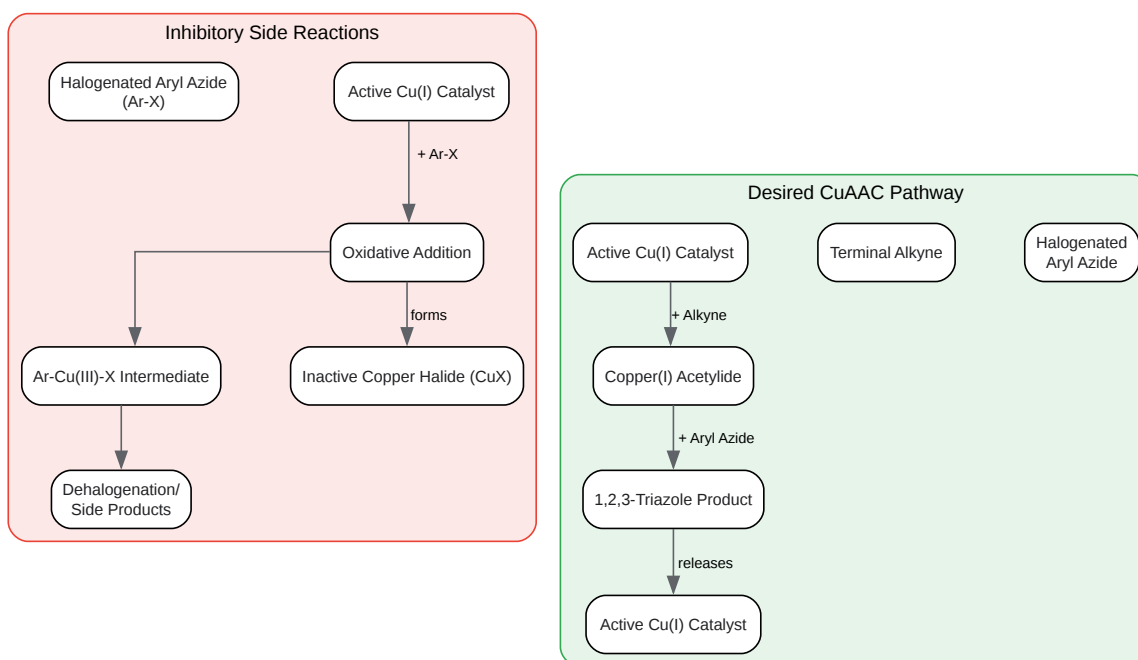 Inhibitory Side Reactions
Halogenated Aryl Azide
(Ar-X)
Active Cu(I) Catalyst
+ Ar-X
Oxidative Addition
forms
Ar-Cu(III)-X Intermediate
Inactive Copper Halide (CuX)
Dehalogenation/
Side Products
Desired CuAAC Pathway
Active Cu(I) Catalyst
Terminal Alkyne
Halogenated
Aryl Azide
+ Alkyne
Copper(I) Acetylide
+ Aryl Azide
1,2,3-Triazole Product
releases
Active Cu(I) Catalyst